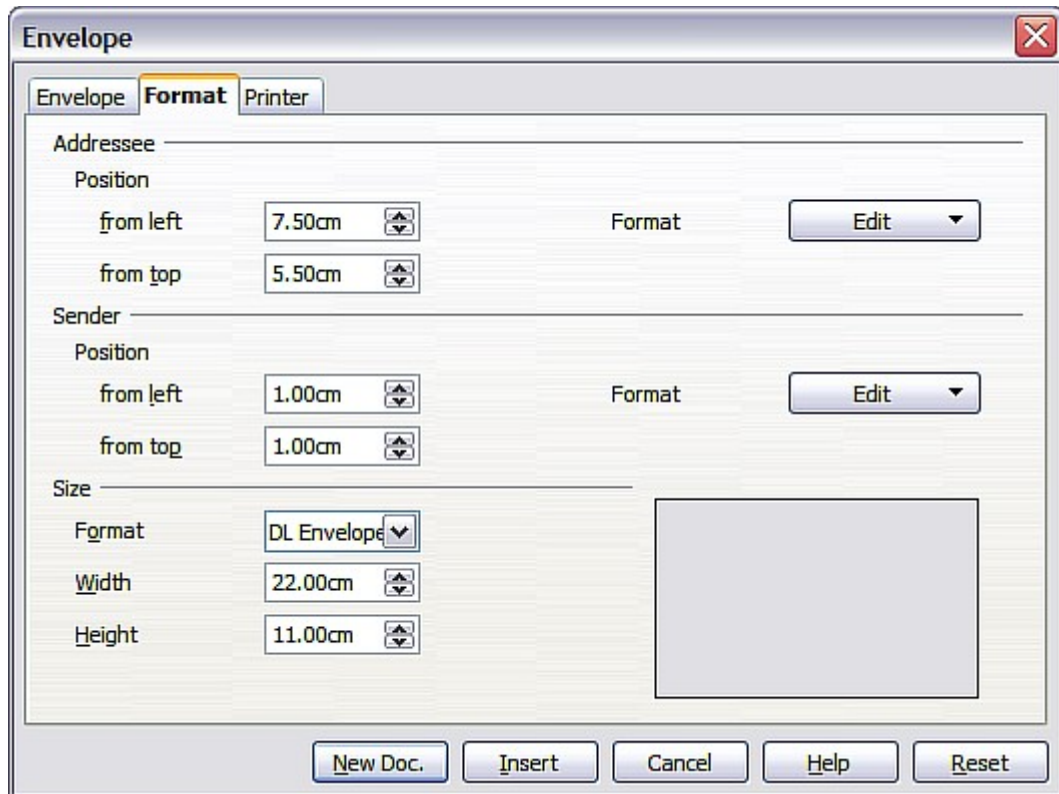 Envelope
Envelope Format Printer
Addressee
Position
from left 7.50cm Format Edit
from top 5.50cm
Sender
Position
from left 1.00cm Format Edit
from top 1.00cm
Size
Format DL Envelope
Width 22.00cm
Height 11.00cm
New Doc. Insert Cancel Help Reset